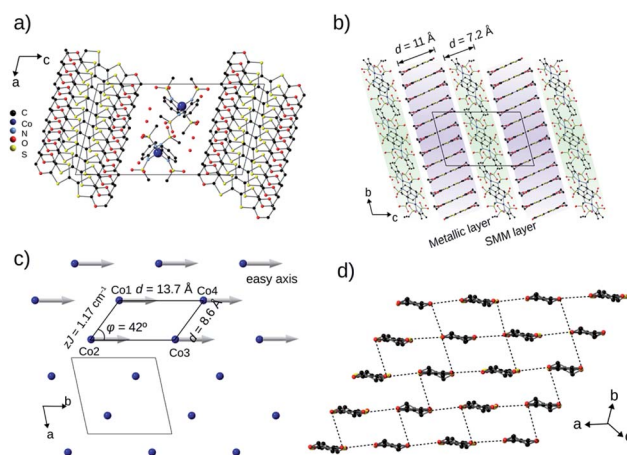 a)
c
a
C
Co
N
O
S
b)
d = 11 Å
d = 7.2 Å
b
c
Metallic layer
SMM layer
c)
easy axis
Co1
d = 13.7 Å
Co4
zJ = 1.17 cm⁻¹
φ = 42º
d = 8.6 Å
Co2
Co3
b
a
d)
b
a
c